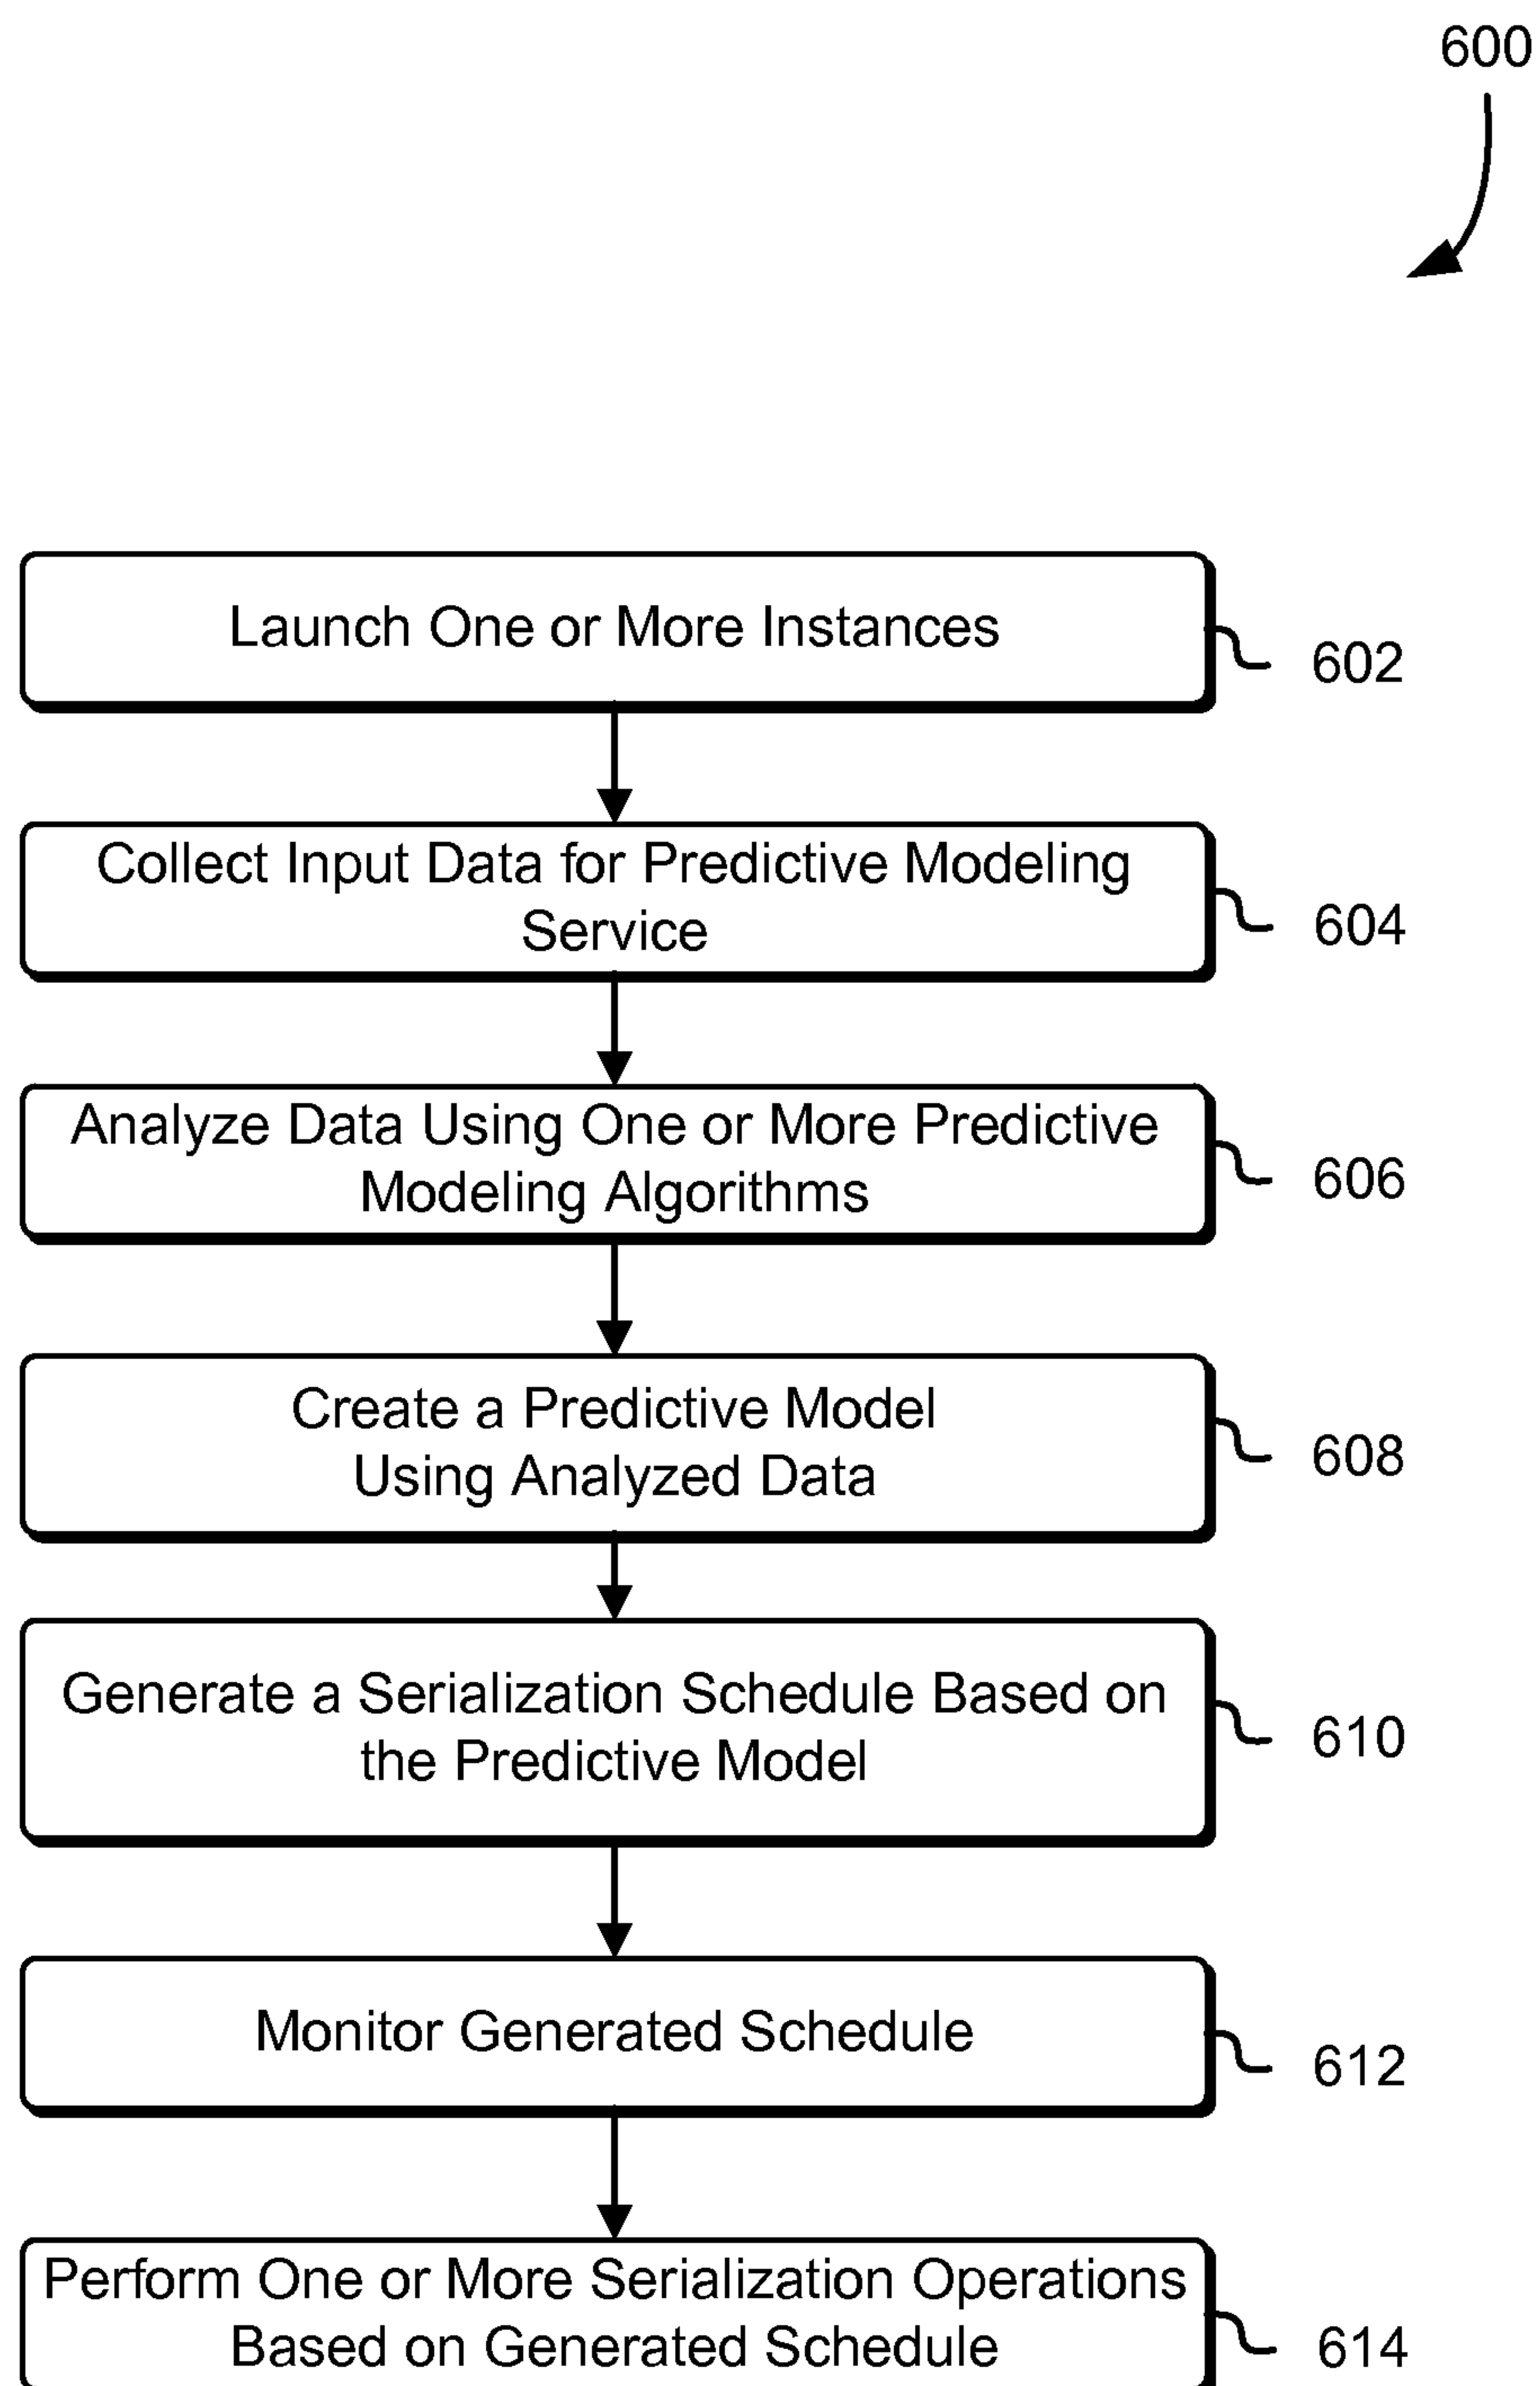 600
Launch One or More Instances
602
Collect Input Data for Predictive Modeling
Service
604
Analyze Data Using One or More Predictive
Modeling Algorithms
606
Create a Predictive Model
Using Analyzed Data
608
Generate a Serialization Schedule Based on
the Predictive Model
610
Monitor Generated Schedule
612
Perform One or More Serialization Operations
Based on Generated Schedule
614